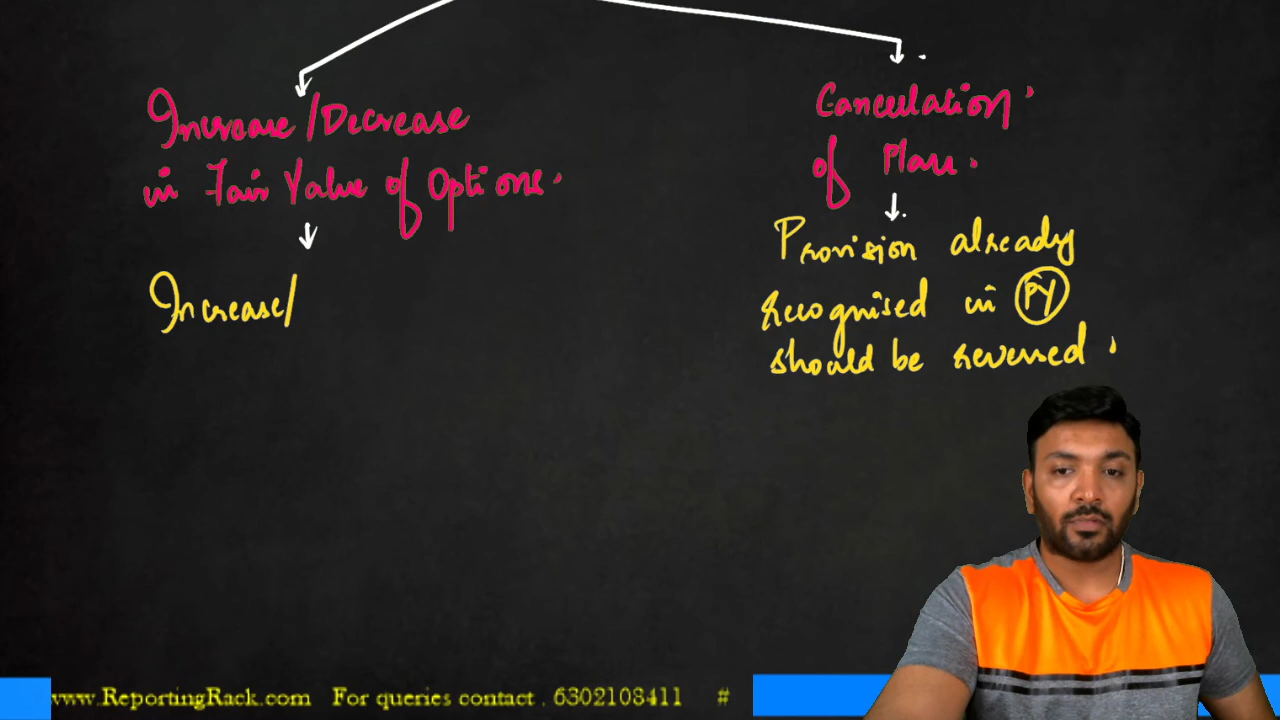 Increase/Decrease
in Fair Value of Options.
Increase/
Cancellation
of Plan.
Provision already
recognised in PY
should be reversed.
www.ReportingRack.com For queries contact . 6302108411 #